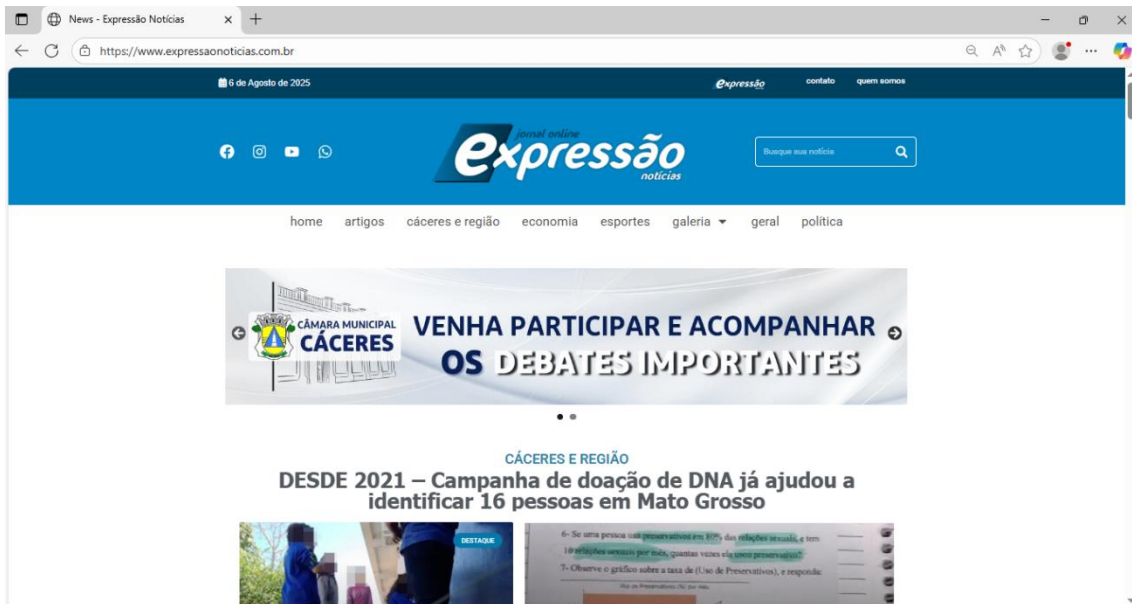 News - Expressão Notícias
https://www.expressaonoticias.com.br
6 de Agosto de 2025
expressão
contato
quem somos
jornal online
expressão
notícias
Busque sua notícia
home artigos cáceres e região economia esportes galeria geral política
CÂMARA MUNICIPAL
CÁCERES
VENHA PARTICIPAR E ACOMPANHAR
OS DEBATES IMPORTANTES
CÁCERES E REGIÃO
DESDE 2021 – Campanha de doação de DNA já ajudou a
identificar 16 pessoas em Mato Grosso
DESTAQUE
6- Se uma pessoa usa preservativos em 80% das relações sexuais, e tem
10 relações sexuais por mês, quantas vezes ela usou preservativo?
7- Observe o gráfico sobre a taxa de (Uso de Preservativos), e responda: